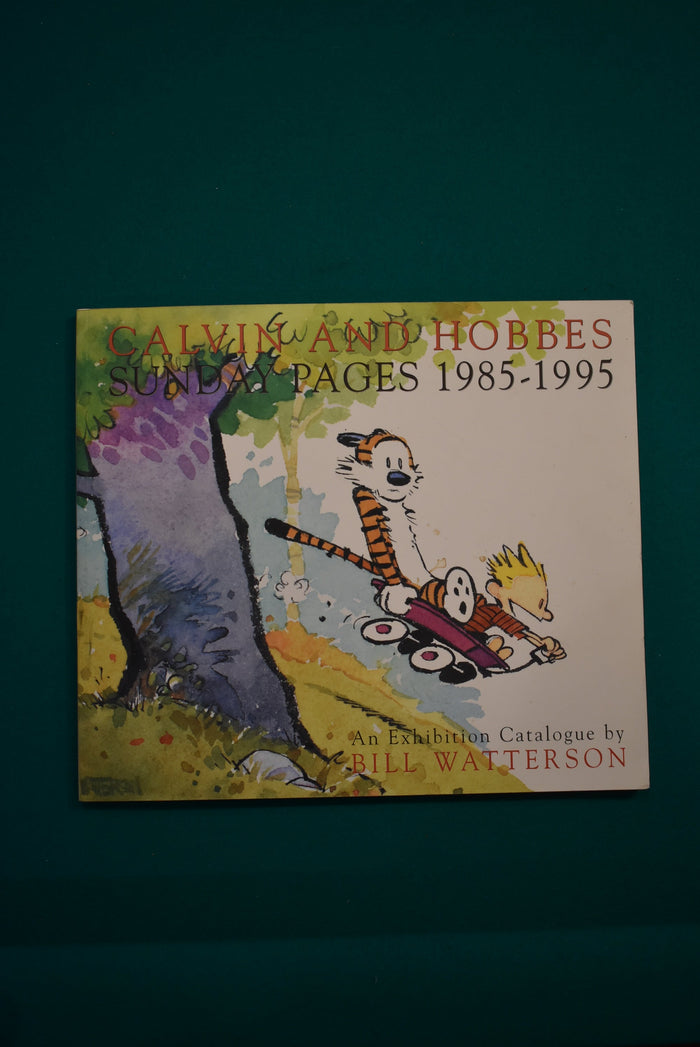 CALVIN AND HOBBES
SUNDAY PAGES 1985-1995
An Exhibition Catalogue by
BILL WATTERSON